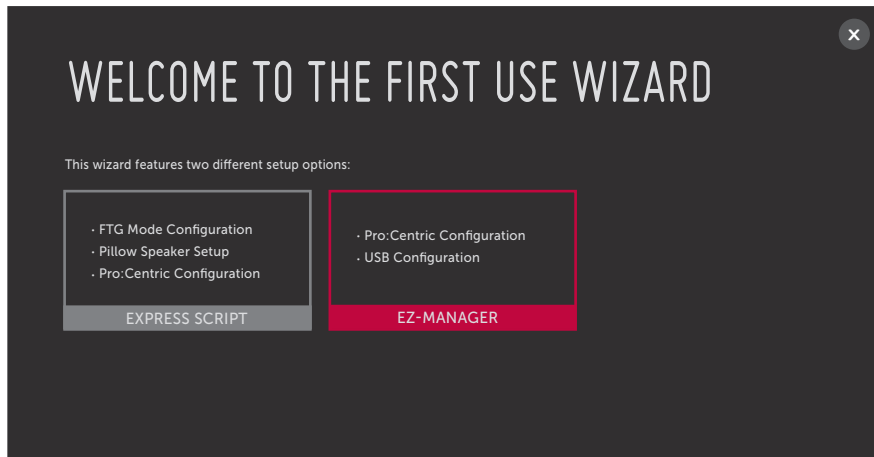 X
WELCOME TO THE FIRST USE WIZARD
This wizard features two different setup options:
· FTG Mode Configuration
· Pillow Speaker Setup
· Pro:Centric Configuration
EXPRESS SCRIPT
· Pro:Centric Configuration
· USB Configuration
EZ-MANAGER